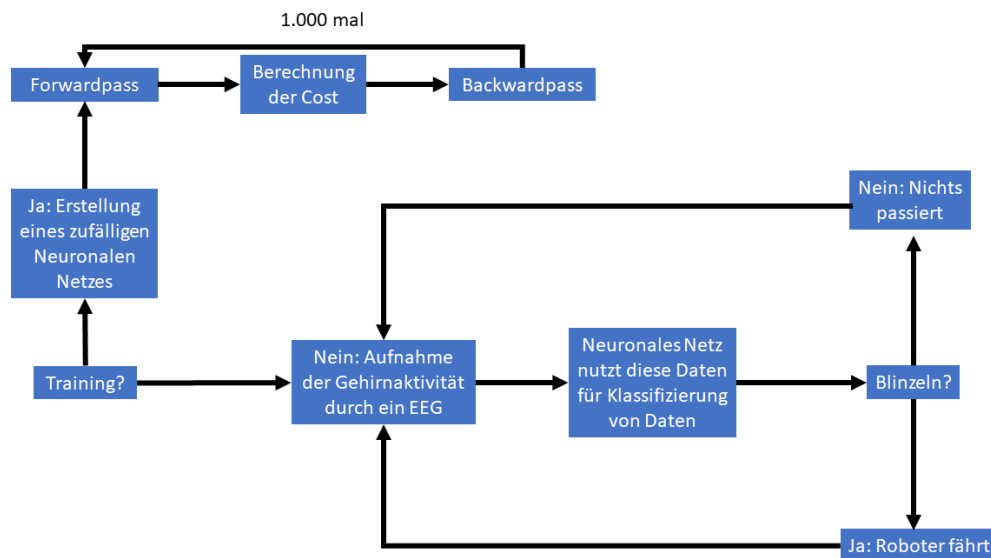 1.000 mal
Forwardpass
Berechnung
der Cost
Backwardpass
Ja: Erstellung
eines zufälligen
Neuronalen
Netzes
Nein: Nichts
passiert
Training?
Nein: Aufnahme
der Gehirnaktivität
durch ein EEG
Neuronales Netz
nutzt diese Daten
für Klassifizierung
von Daten
Blinzeln?
Ja: Roboter fährt